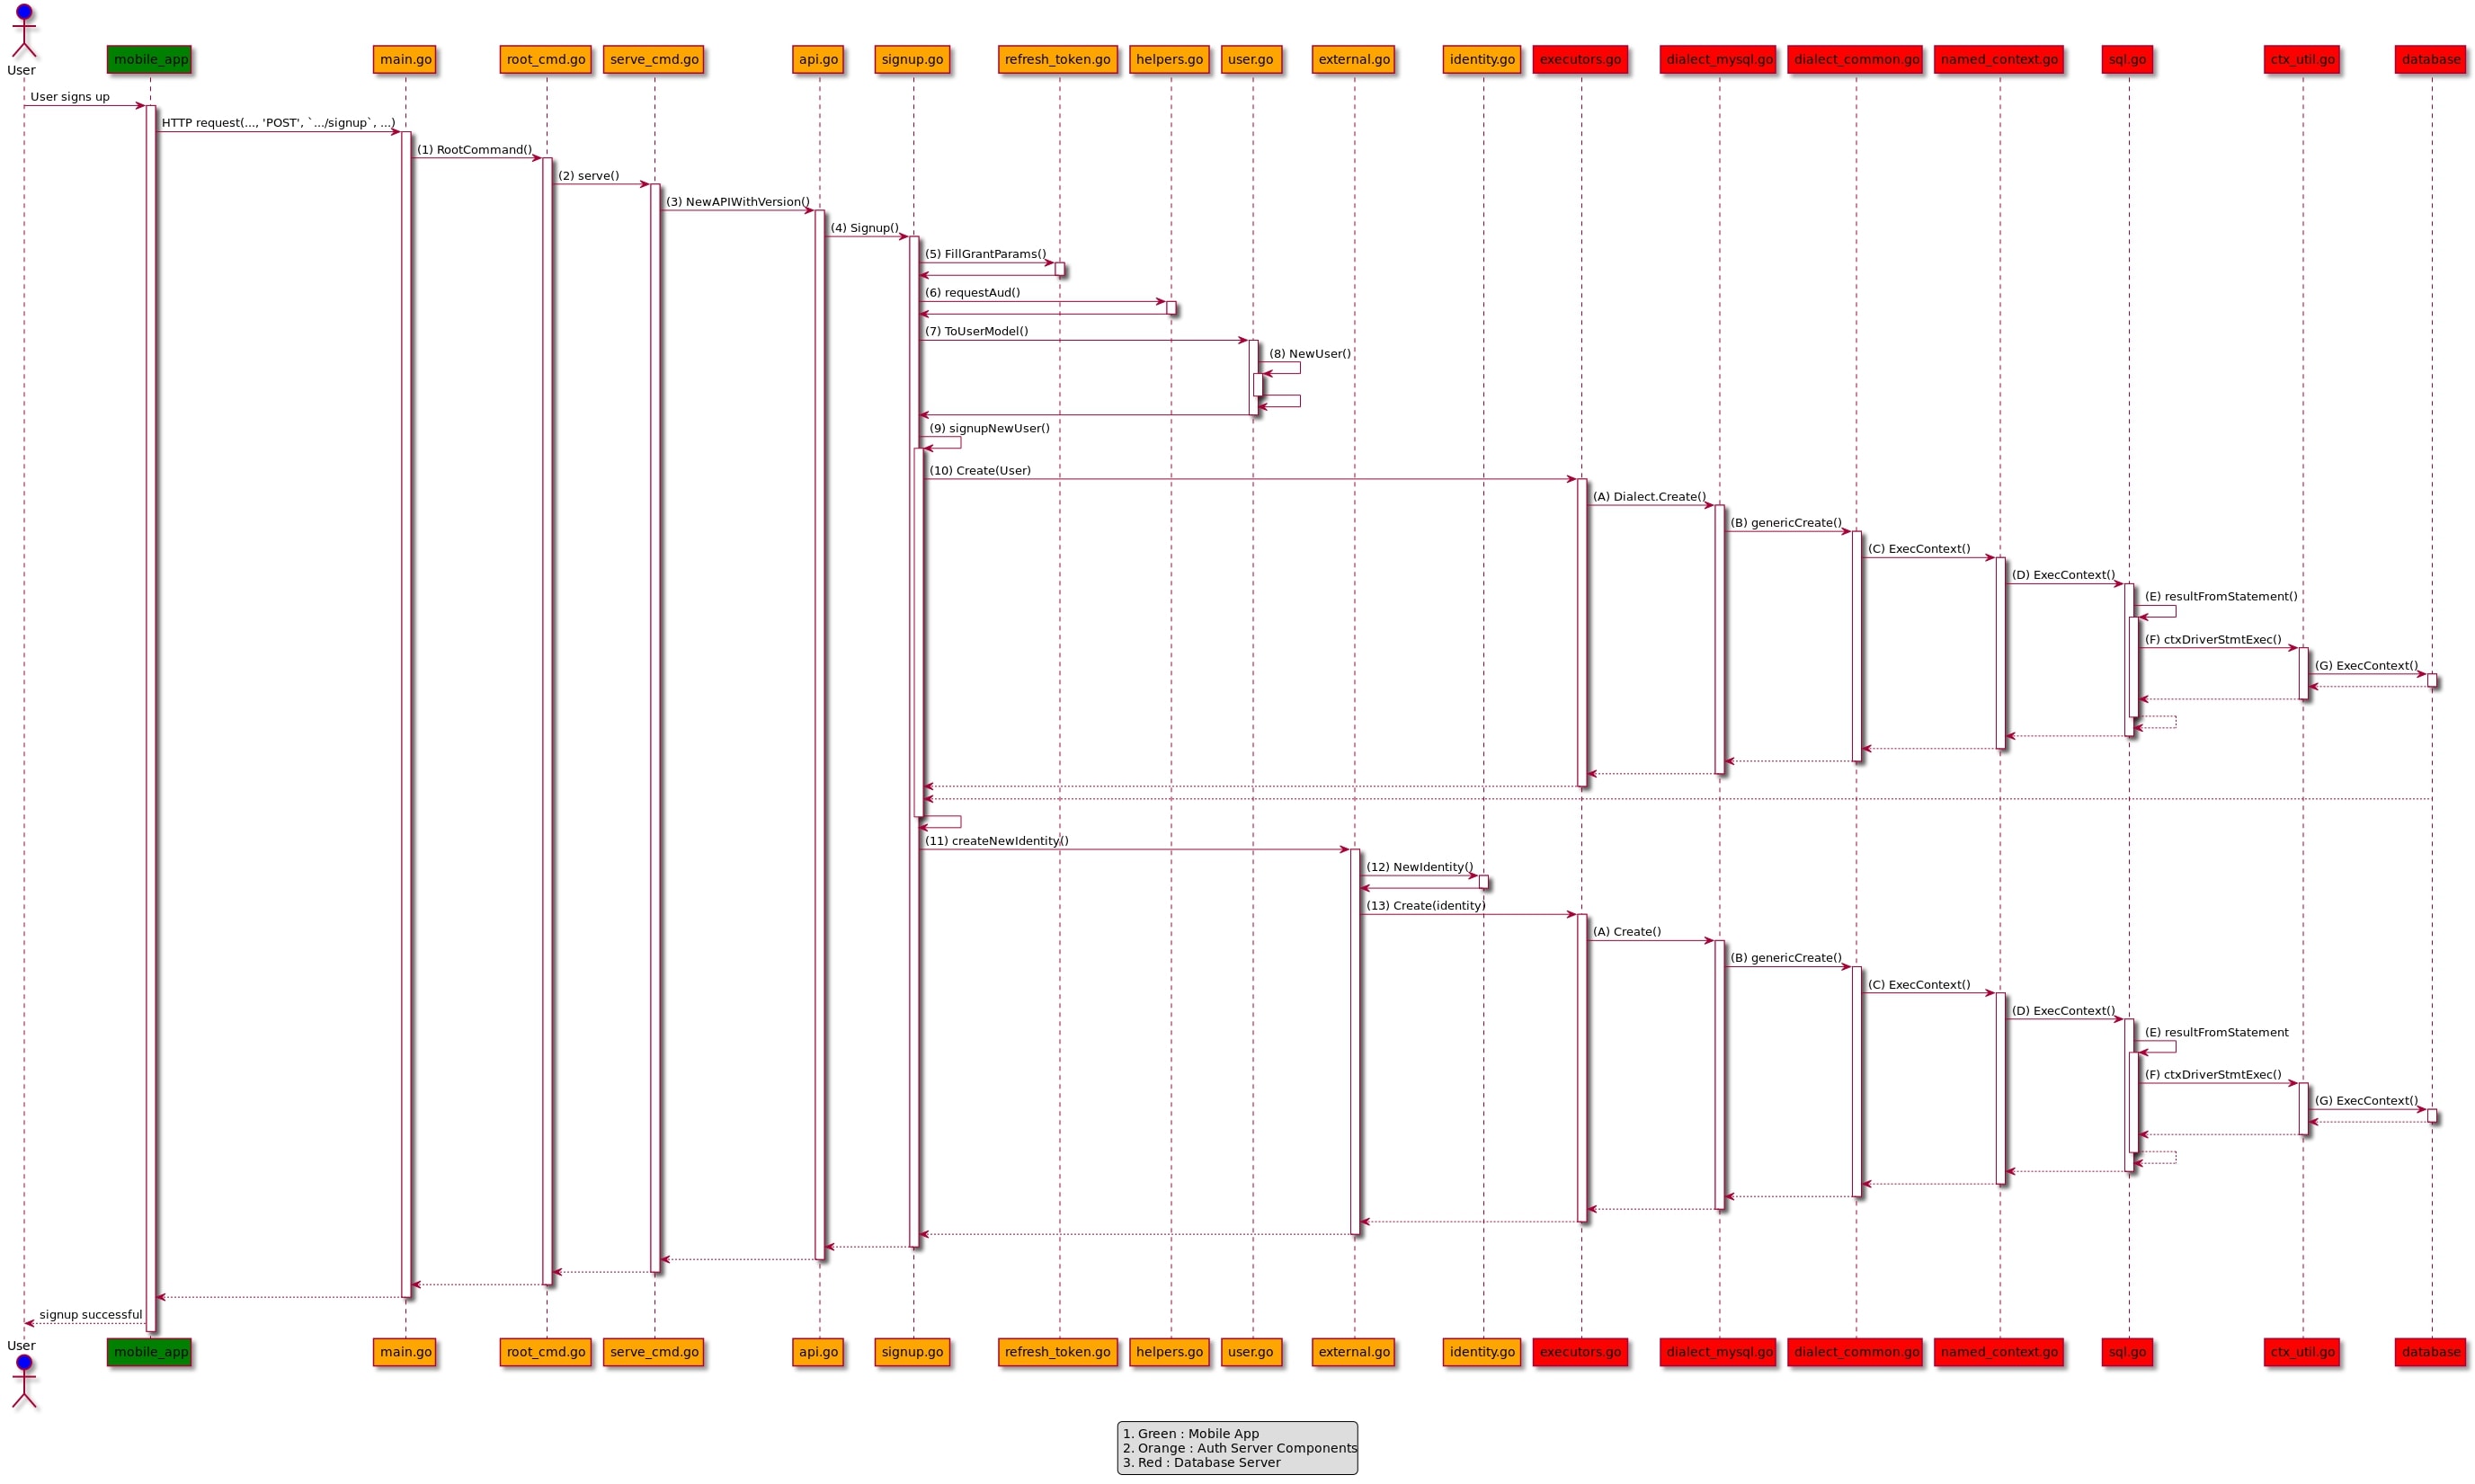 User
mobile_app
main.go
root_cmd.go
serve_cmd.go
api.go
signup.go
refresh_token.go
helpers.go
user.go
external.go
identity.go
executors.go
dialect_mysql.go
dialect_common.go
named_context.go
sql.go
ctx_util.go
database
User signs up
HTTP request(..., 'POST', `.../signup`, ...)
(1) RootCommand()
(2) serve()
(3) NewAPIWithVersion()
(4) Signup()
(5) FillGrantParams()
(6) requestAud()
(7) ToUserModel()
(8) NewUser()
(9) signupNewUser()
(10) Create(User)
(A) Dialect.Create()
(B) genericCreate()
(C) ExecContext()
(D) ExecContext()
(E) resultFromStatement()
(F) ctxDriverStmtExec()
(G) ExecContext()
(11) createNewIdentity()
(12) NewIdentity()
(13) Create(identity)
(A) Create()
(B) genericCreate()
(C) ExecContext()
(D) ExecContext()
(E) resultFromStatement
(F) ctxDriverStmtExec()
(G) ExecContext()
signup successful
User
mobile_app
main.go
root_cmd.go
serve_cmd.go
api.go
signup.go
refresh_token.go
helpers.go
user.go
external.go
identity.go
executors.go
dialect_mysql.go
dialect_common.go
named_context.go
sql.go
ctx_util.go
database
1. Green : Mobile App
2. Orange : Auth Server Components
3. Red : Database Server